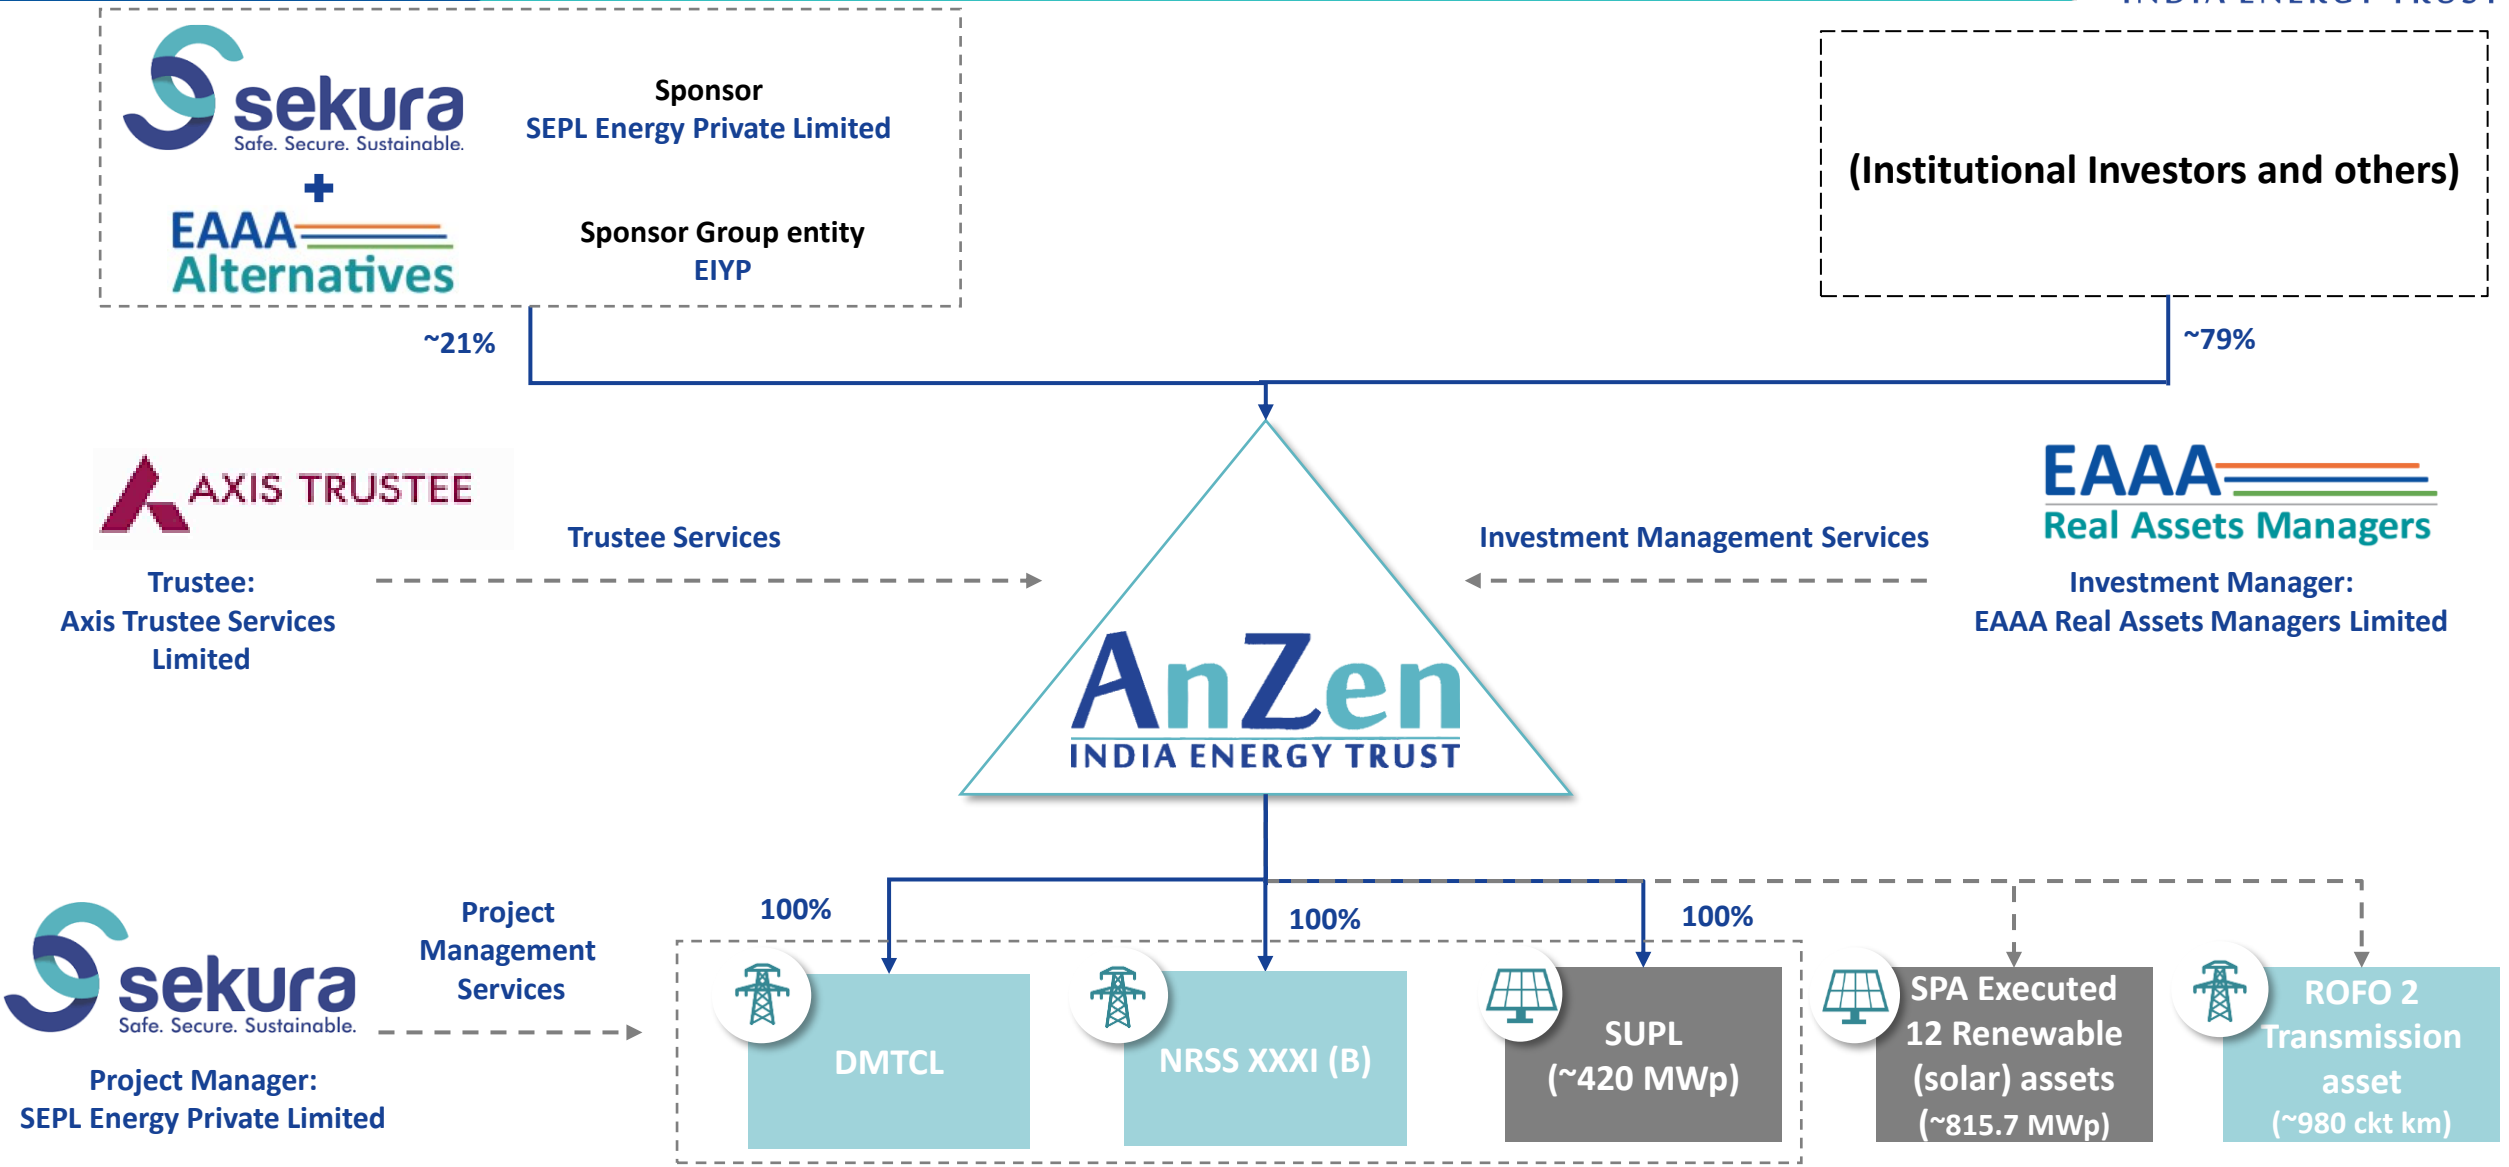 INDIA ENERGY TRUST
sekura
Safe. Secure. Sustainable.
EAAA
Alternatives
Sponsor
SEPL Energy Private Limited
Sponsor Group entity
EIYP
(Institutional Investors and others)
~21%
~79%
AXIS TRUSTEE
Trustee:
Axis Trustee Services
Limited
Trustee Services
Investment Management Services
EAAA
Real Assets Managers
Investment Manager:
EAAA Real Assets Managers Limited
AnZen
INDIA ENERGY TRUST
sekura
Safe. Secure. Sustainable.
Project Manager:
SEPL Energy Private Limited
Project
Management
Services
100%
100%
100%
DMTCL
NRSS XXXI (B)
SUPL
(~420 MWp)
SPA Executed
12 Renewable
(solar) assets
(~815.7 MWp)
ROFO 2
Transmission
asset
(~980 ckt km)